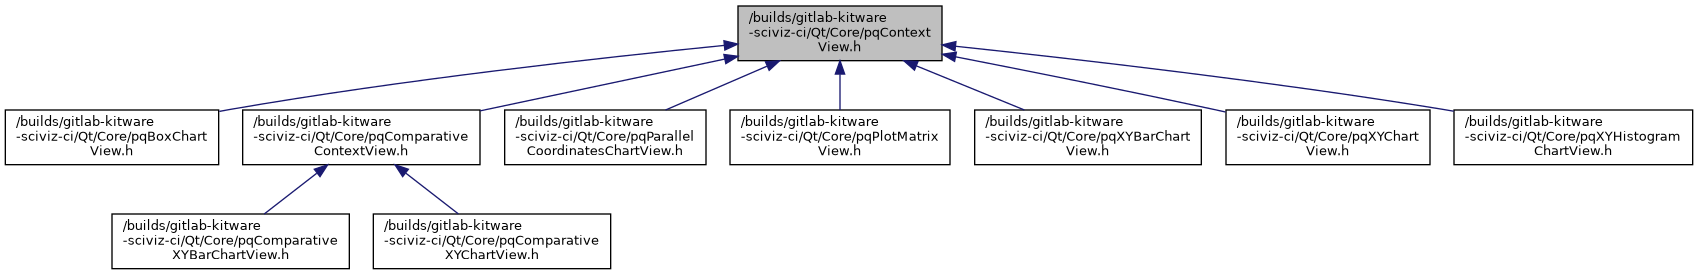 /builds/gitlab-kitware
-sciviz-ci/Qt/Core/pqContext
View.h
/builds/gitlab-kitware
-sciviz-ci/Qt/Core/pqBoxChart
View.h
/builds/gitlab-kitware
-sciviz-ci/Qt/Core/pqComparative
ContextView.h
/builds/gitlab-kitware
-sciviz-ci/Qt/Core/pqParallel
CoordinatesChartView.h
/builds/gitlab-kitware
-sciviz-ci/Qt/Core/pqPlotMatrix
View.h
/builds/gitlab-kitware
-sciviz-ci/Qt/Core/pqXYBarChart
View.h
/builds/gitlab-kitware
-sciviz-ci/Qt/Core/pqXYChart
View.h
/builds/gitlab-kitware
-sciviz-ci/Qt/Core/pqXYHistogram
ChartView.h
/builds/gitlab-kitware
-sciviz-ci/Qt/Core/pqComparative
XYBarChartView.h
/builds/gitlab-kitware
-sciviz-ci/Qt/Core/pqComparative
XYChartView.h